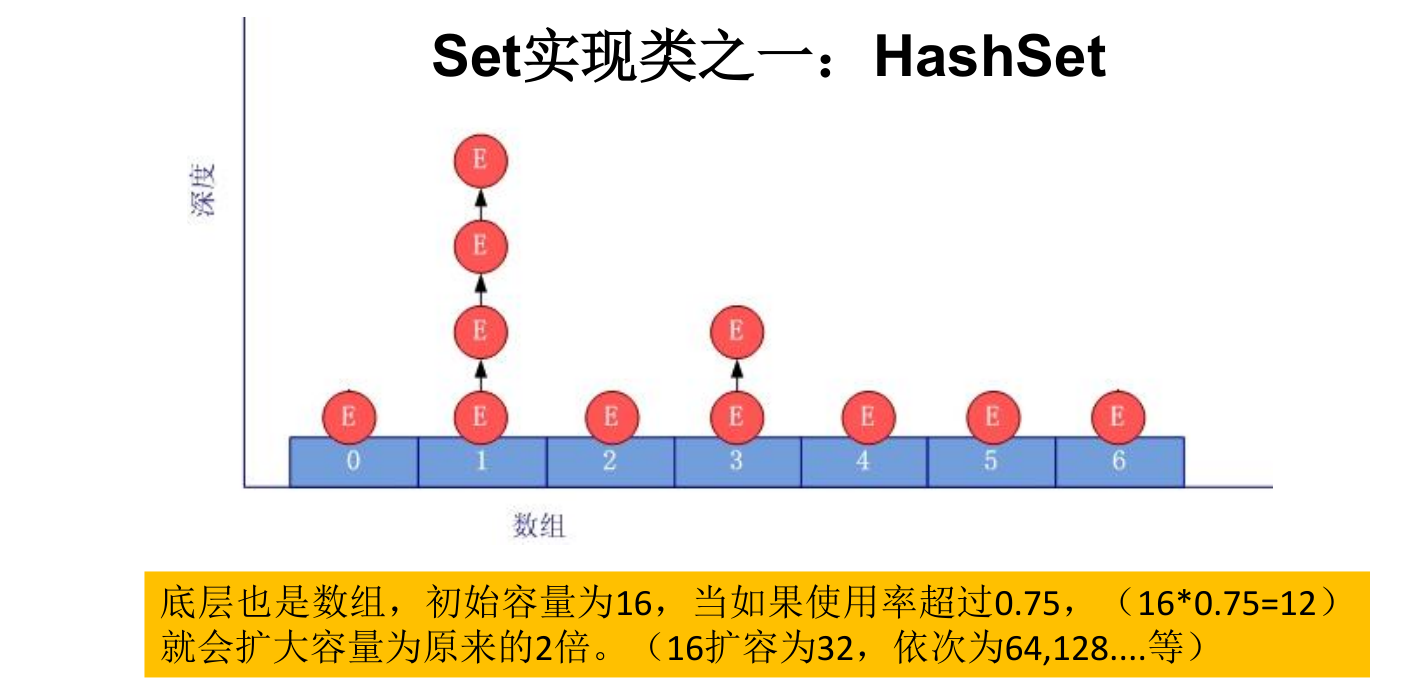 Set实现类之一：HashSet
深度
E
E
E
E E
E E E E E E E
0 1 2 3 4 5 6
数组
底层也是数组，初始容量为16，当如果使用率超过0.75，（16*0.75=12）
就会扩大容量为原来的2倍。（16扩容为32，依次为64,128....等）